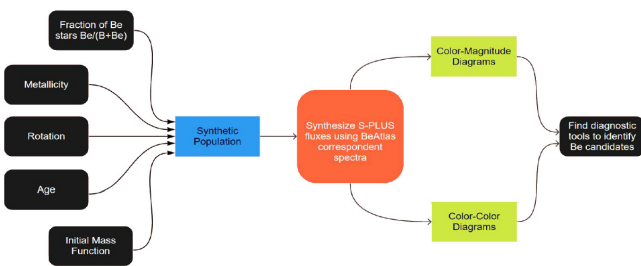 Fraction of Be
stars Be/(B+Be)
Metallicity
Rotation
Age
Initial Mass
Function
Synthetic
Population
Synthesize S-PLUS
fluxes using BeAtlas
correspondent
spectra
Color-Magnitude
Diagrams
Color-Color
Diagrams
Find diagnostic
tools to identify
Be candidates